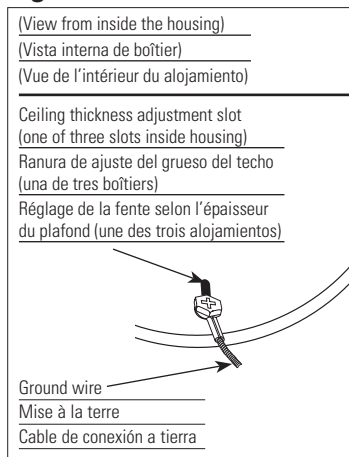 (View from inside the housing)
(Vista interna de boîtier)
(Vue de l'intérieur du alojamiento)
Ceiling thickness adjustment slot
(one of three slots inside housing)
Ranura de ajuste del grueso del techo
(una de tres boîtiers)
Réglage de la fente selon l'épaisseur
du plafond (une des trois alojamientos)
Ground wire
Mise à la terre
Cable de conexión a tierra